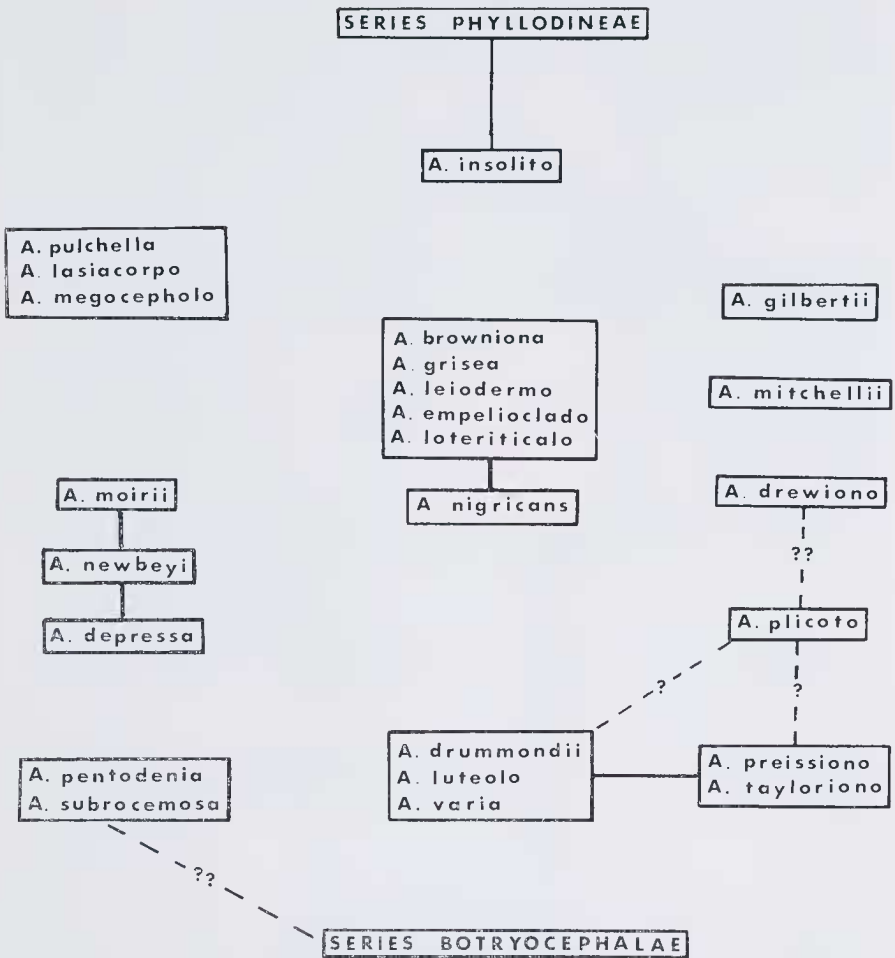 SERIES PHYLLODINEAE
A. insolito
A. pulchella
A. lasiacorpo
A. megocepholo
A. gilbertii
A. browniona
A. grisea
A. leiodermo
A. empelioclado
A. loteriticalo
A. mitchellii
A. moirii
A nigricans
A. drewiono
??
A. newbeyi
A. depressa
A. plicoto
?
?
A. pentodenia
A. subrocemosa
A. drummondii
A. luteolo
A. varia
A. preissiono
A. tayloriono
??
SERIES BOTRYOCEPHALAE